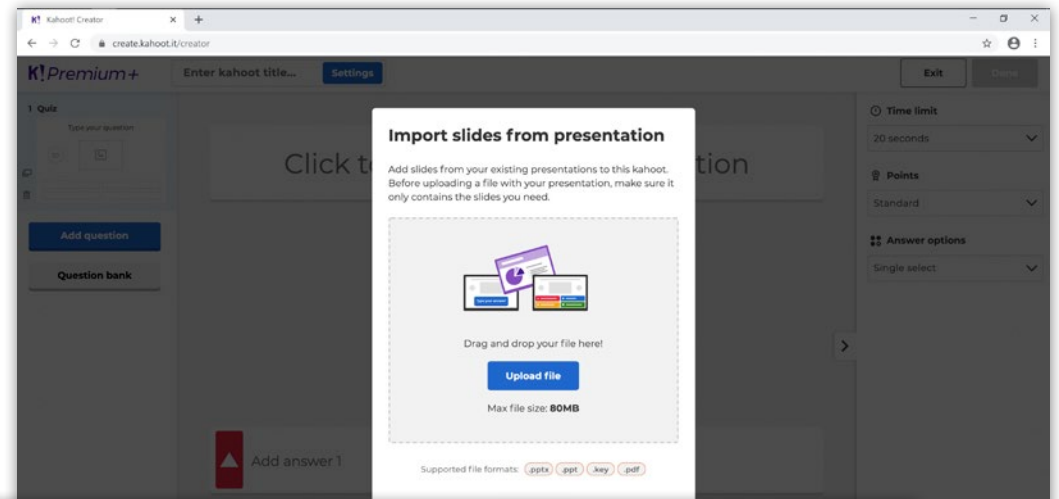 Kahoot! Creator
create.kahoot.it/creator
K! Premium+
Enter kahoot title...
Settings
Exit
Done
1 Quiz
Type your question
Add question
Question bank
Click to
tion
Import slides from presentation
Add slides from your existing presentations to this kahoot.
Before uploading a file with your presentation, make sure it
only contains the slides you need.
Type your answer
Drag and drop your file here!
Upload file
Max file size: 80MB
Supported file formats: .pptx .ppt .key .pdf
Add answer 1
Time limit
20 seconds
Points
Standard
Answer options
Single select